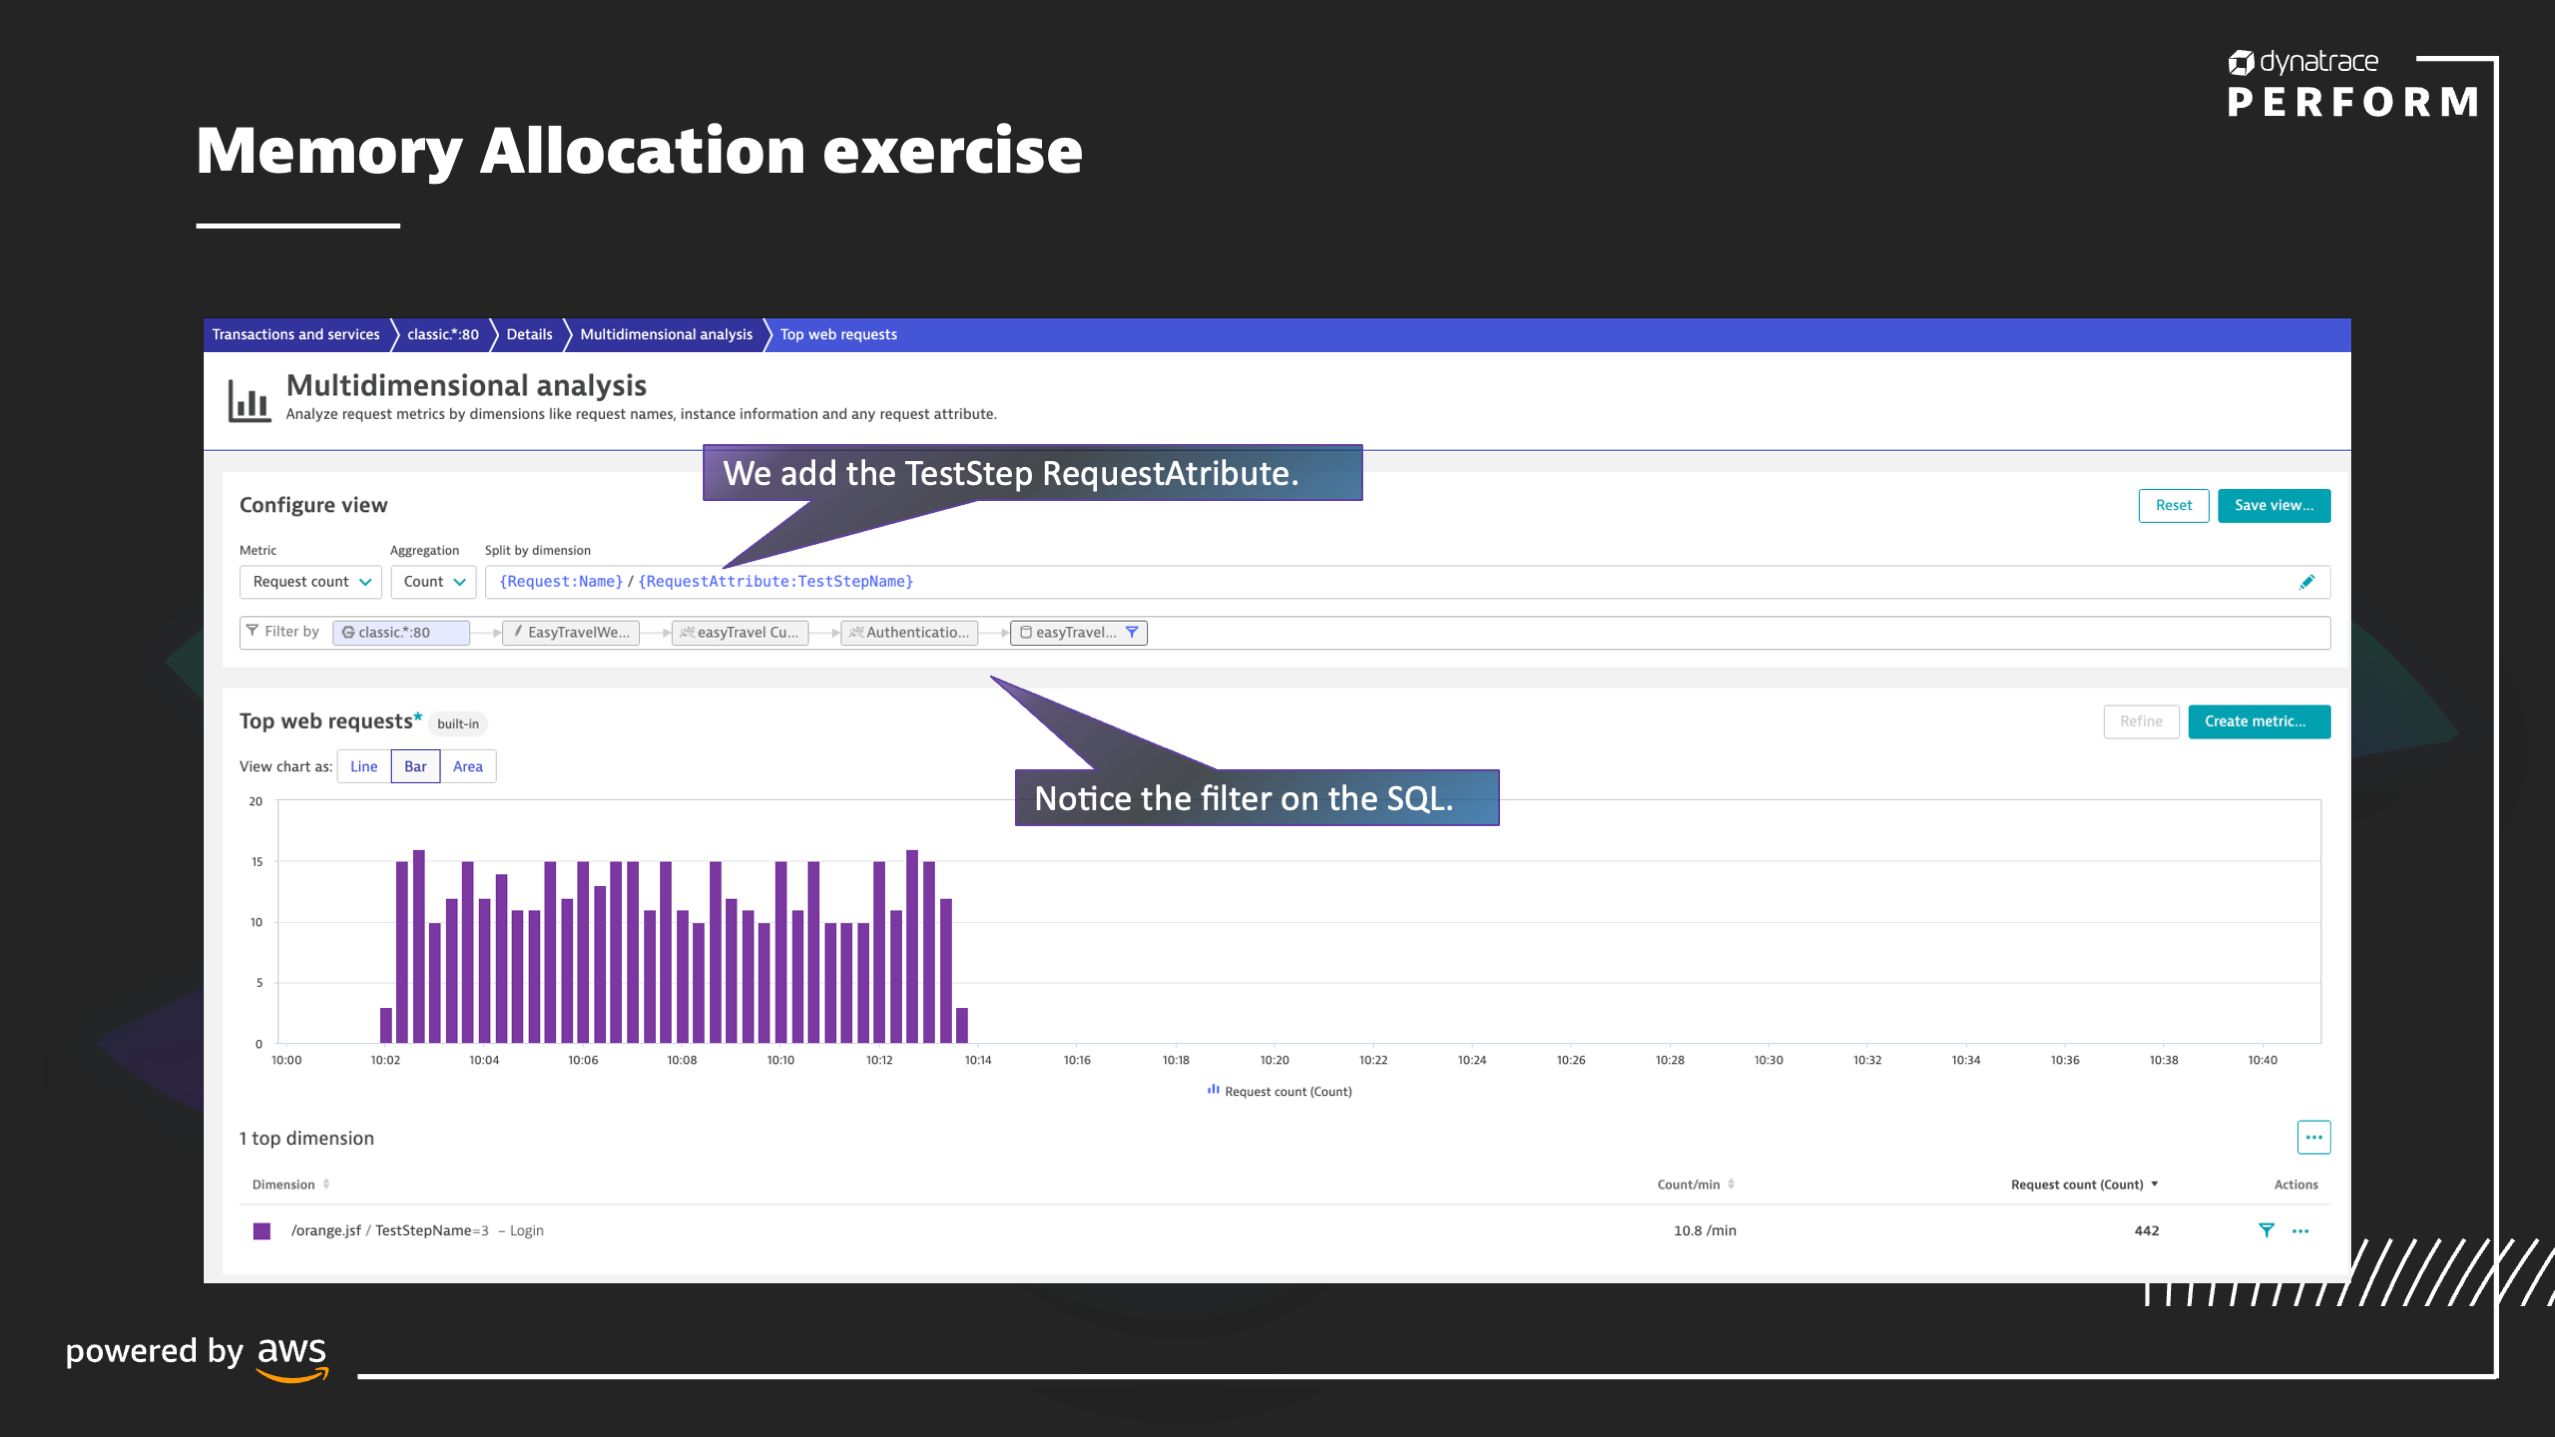 dynatrace
PERFORM
Memory Allocation exercise
Transactions and services
classic.*:80
Details
Multidimensional analysis
Top web requests
Multidimensional analysis
Analyze request metrics by dimensions like request names, instance information and any request attribute.
We add the TestStep RequestAtribute.
Configure view
Reset
Save view...
Metric
Aggregation
Split by dimension
Request count
Count
{Request:Name} / {RequestAttribute:TestStepName}
Filter by
classic.*:80
EasyTravelWe...
easyTravel Cu...
Authenticatio...
easyTravel...
Top web requests*
built-in
Refine
Create metric...
View chart as:
Line
Bar
Area
Notice the filter on the SQL.
20
15
10
5
0
10:00 10:02 10:04 10:06 10:08 10:10 10:12 10:14 10:16 10:18 10:20 10:22 10:24 10:26 10:28 10:30 10:32 10:34 10:36 10:38 10:40
Request count (Count)
1 top dimension
...
Dimension
Count/min
Request count (Count)
Actions
/orange.jsf / TestStepName=3 – Login
10.8 /min
442
...
powered by aws